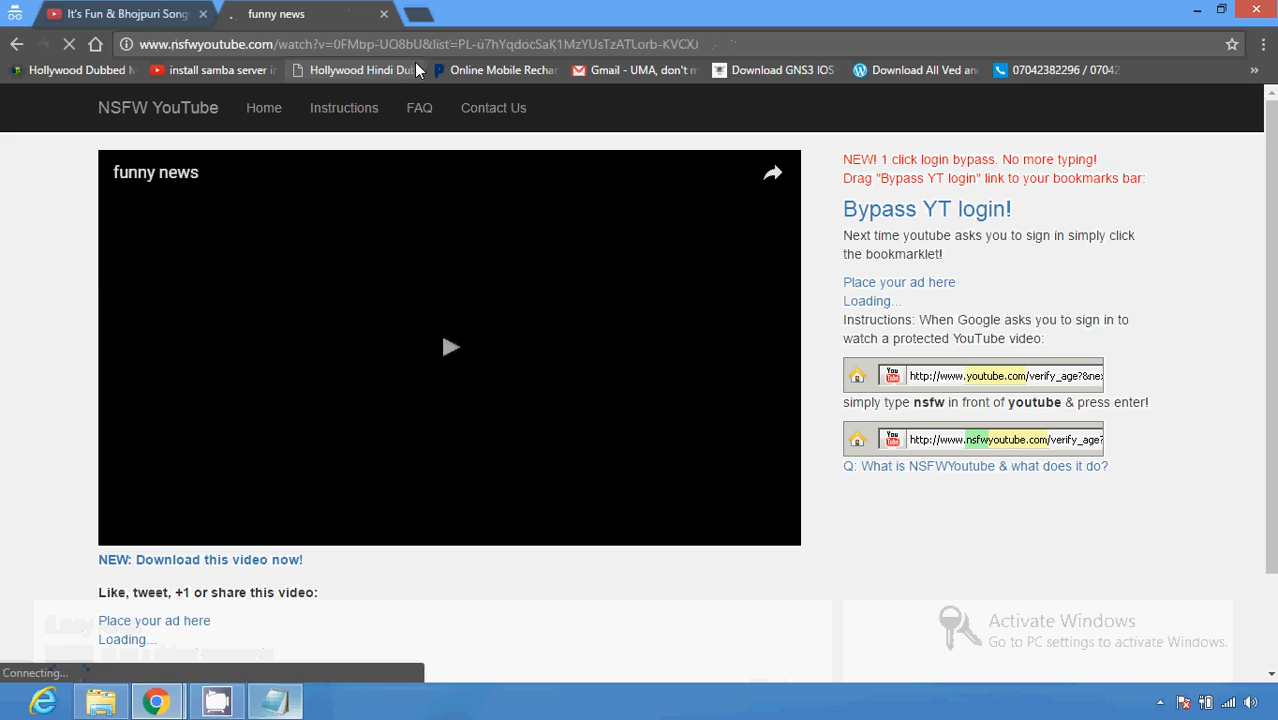 It's Fun & Bhojpuri Song
funny news
www.nsfwyoutube.com/watch?v=0FMbp-UO8bU&list=PL-u7hYqdocSaK1MzYUsTzATLorb-KVCXJ
Hollywood Dubbed M
install samba server in
Hollywood Hindi Du
Online Mobile Rechar
Gmail - UMA, don't m
Download GNS3 IOS
Download All Ved an
07042382296 / 07042
»
NSFW YouTube
Home
Instructions
FAQ
Contact Us
funny news
NEW! 1 click login bypass. No more typing!
Drag "Bypass YT login" link to your bookmarks bar:
Bypass YT login!
Next time youtube asks you to sign in simply click
the bookmarklet!
Place your ad here
Loading...
Instructions: When Google asks you to sign in to
watch a protected YouTube video:
You Tube
http://www.youtube.com/verify_age?&ne
simply type nsfw in front of youtube & press enter!
You Tube
http://www.nsfwyoutube.com/verify_age?
Q: What is NSFWYoutube & what does it do?
NEW: Download this video now!
Like, tweet, +1 or share this video:
Place your ad here
Loading...
Activate Windows
Go to PC settings to activate Windows.
Connecting...